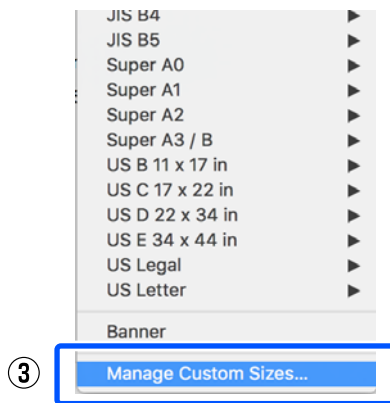 JIS B4
JIS B5
Super A0
Super A1
Super A2
Super A3 / B
US B 11 x 17 in
US C 17 x 22 in
US D 22 x 34 in
US E 34 x 44 in
US Legal
US Letter
Banner
③ Manage Custom Sizes...